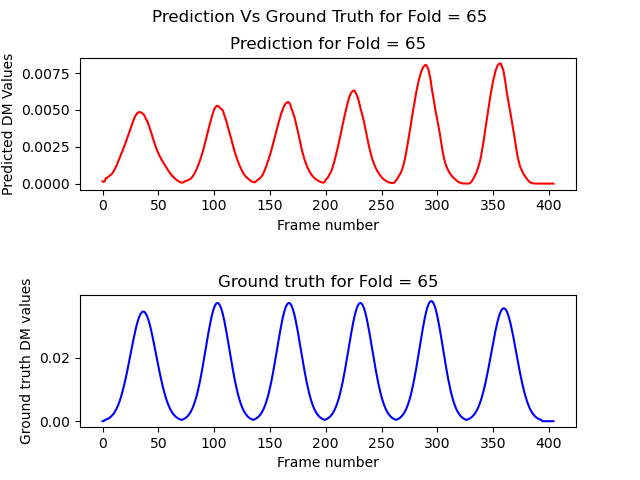 Prediction Vs Ground Truth for Fold = 65
Prediction for Fold = 65
Predicted DM Values
0.0075
0.0050
0.0025
0.0000
0 50 100 150 200 250 300 350 400
Frame number
Ground truth for Fold = 65
Ground truth DM values
0.02
0.00
0 50 100 150 200 250 300 350 400
Frame number